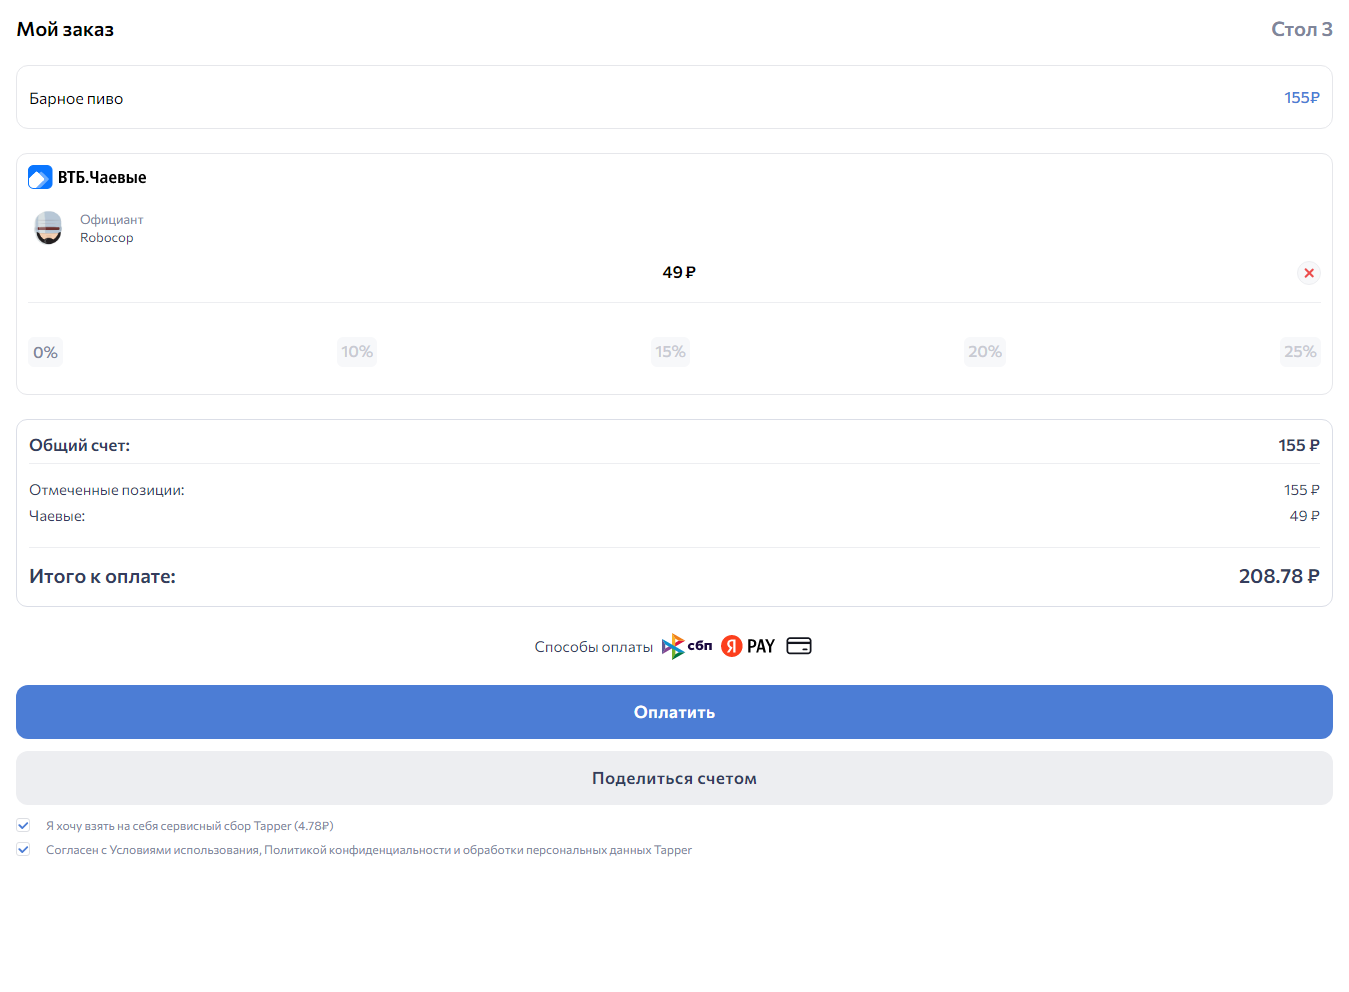 Мой заказ
Стол 3
Барное пиво
155₽
ВТБ.Чаевые
Официант
Robocop
49 ₽
0%
10%
15%
20%
25%
Общий счет:
155 ₽
Отмеченные позиции:
155 ₽
Чаевые:
49 ₽
Итого к оплате:
208.78 ₽
Способы оплаты
сбп
Я PAY
Оплатить
Поделиться счетом
Я хочу взять на себя сервисный сбор Tapper (4.78₽)
Согласен с Условиями использования, Политикой конфиденциальности и обработки персональных данных Tapper